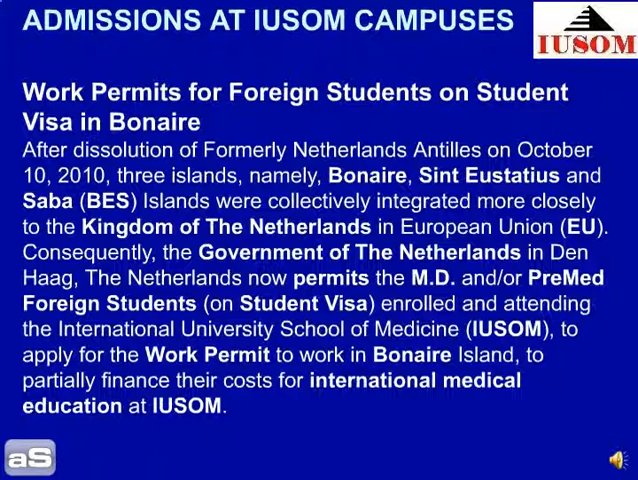 ADMISSIONS AT IUSOM CAMPUSES
IUSOM
Work Permits for Foreign Students on Student
Visa in Bonaire
After dissolution of Formerly Netherlands Antilles on October
10, 2010, three islands, namely, Bonaire, Sint Eustatius and
Saba (BES) Islands were collectively integrated more closely
to the Kingdom of The Netherlands in European Union (EU).
Consequently, the Government of The Netherlands in Den
Haag, The Netherlands now permits the M.D. and/or PreMed
Foreign Students (on Student Visa) enrolled and attending
the International University School of Medicine (IUSOM), to
apply for the Work Permit to work in Bonaire Island, to
partially finance their costs for international medical
education at IUSOM.
aS